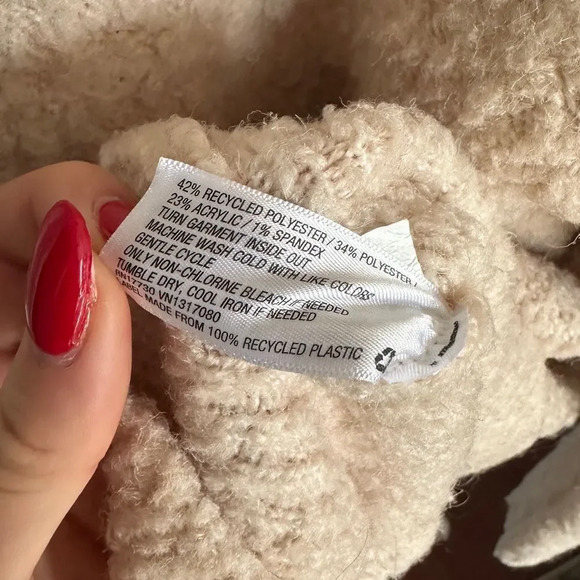 42% RECYCLED POLYESTER / 34% POLYESTER /
23% ACRYLIC / 1% SPANDEX
TURN GARMENT INSIDE OUT
MACHINE WASH COLD WITH LIKE COLORS
GENTLE CYCLE
ONLY NON-CHLORINE BLEACH IF NEEDED
TUMBLE DRY, COOL IRON IF NEEDED
RN17730 VN1317080
LABEL MADE FROM 100% RECYCLED PLASTIC